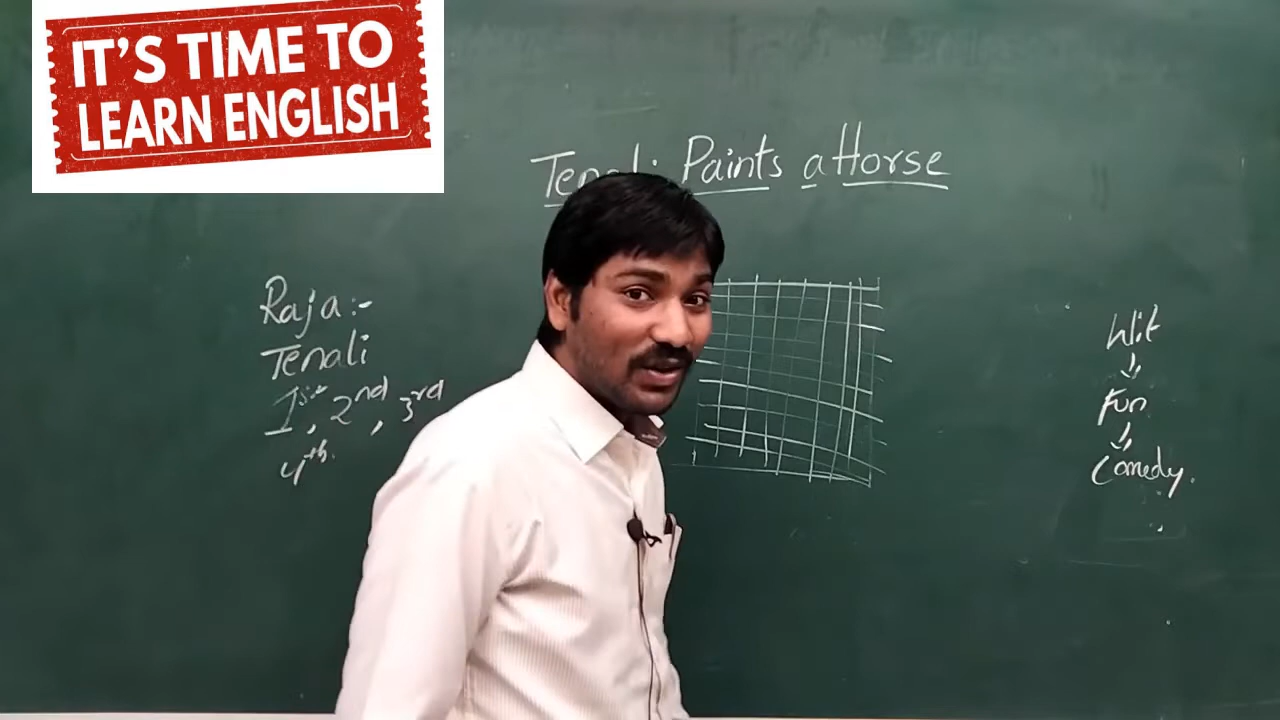 IT'S TIME TO
LEARN ENGLISH
Paints a Horse
Raja:-
Tenali
1st, 2nd, 3rd
4th.
Wit
Fun
Comedy.